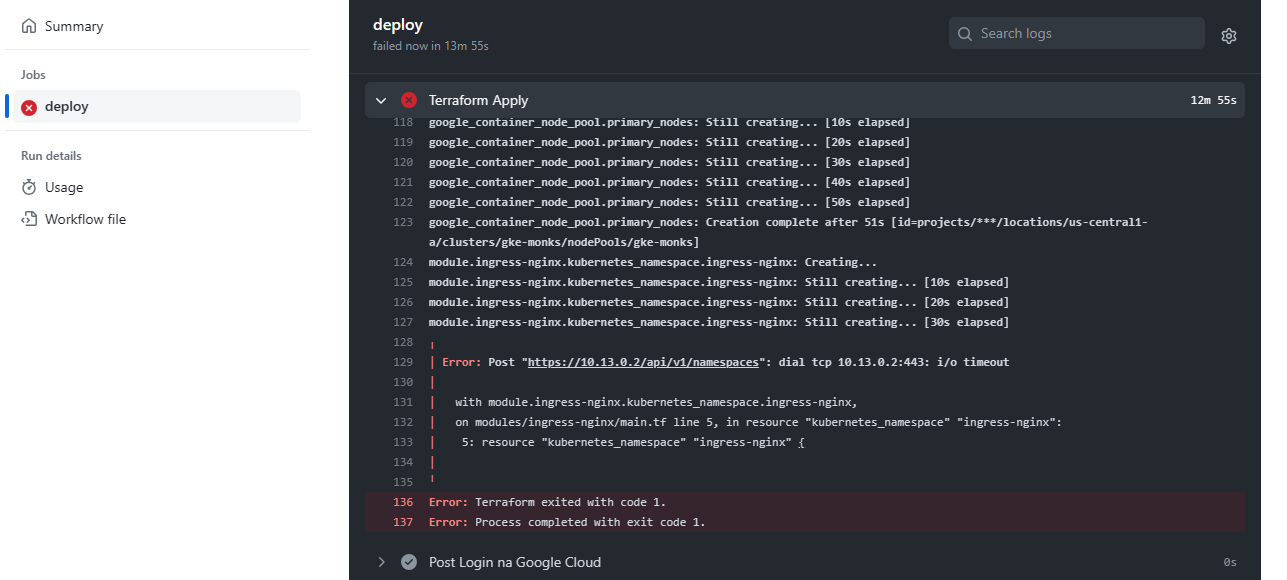 Summary
Jobs
deploy
Run details
Usage
Workflow file
deploy
failed now in 13m 55s
Search logs
Terraform Apply
12m 55s
118 google_container_node_pool.primary_nodes: Still creating... [10s elapsed]
119 google_container_node_pool.primary_nodes: Still creating... [20s elapsed]
120 google_container_node_pool.primary_nodes: Still creating... [30s elapsed]
121 google_container_node_pool.primary_nodes: Still creating... [40s elapsed]
122 google_container_node_pool.primary_nodes: Still creating... [50s elapsed]
123 google_container_node_pool.primary_nodes: Creation complete after 51s [id=projects/***/locations/us-central1-
a/clusters/gke-monks/nodePools/gke-monks]
124 module.ingress-nginx.kubernetes_namespace.ingress-nginx: Creating...
125 module.ingress-nginx.kubernetes_namespace.ingress-nginx: Still creating... [10s elapsed]
126 module.ingress-nginx.kubernetes_namespace.ingress-nginx: Still creating... [20s elapsed]
127 module.ingress-nginx.kubernetes_namespace.ingress-nginx: Still creating... [30s elapsed]
128 ╷
129 │ Error: Post "https://10.13.0.2/api/v1/namespaces": dial tcp 10.13.0.2:443: i/o timeout
130 │
131 │ with module.ingress-nginx.kubernetes_namespace.ingress-nginx,
132 │ on modules/ingress-nginx/main.tf line 5, in resource "kubernetes_namespace" "ingress-nginx":
133 │ 5: resource "kubernetes_namespace" "ingress-nginx" {
134 │
135 ╵
136 Error: Terraform exited with code 1.
137 Error: Process completed with exit code 1.
Post Login na Google Cloud
0s